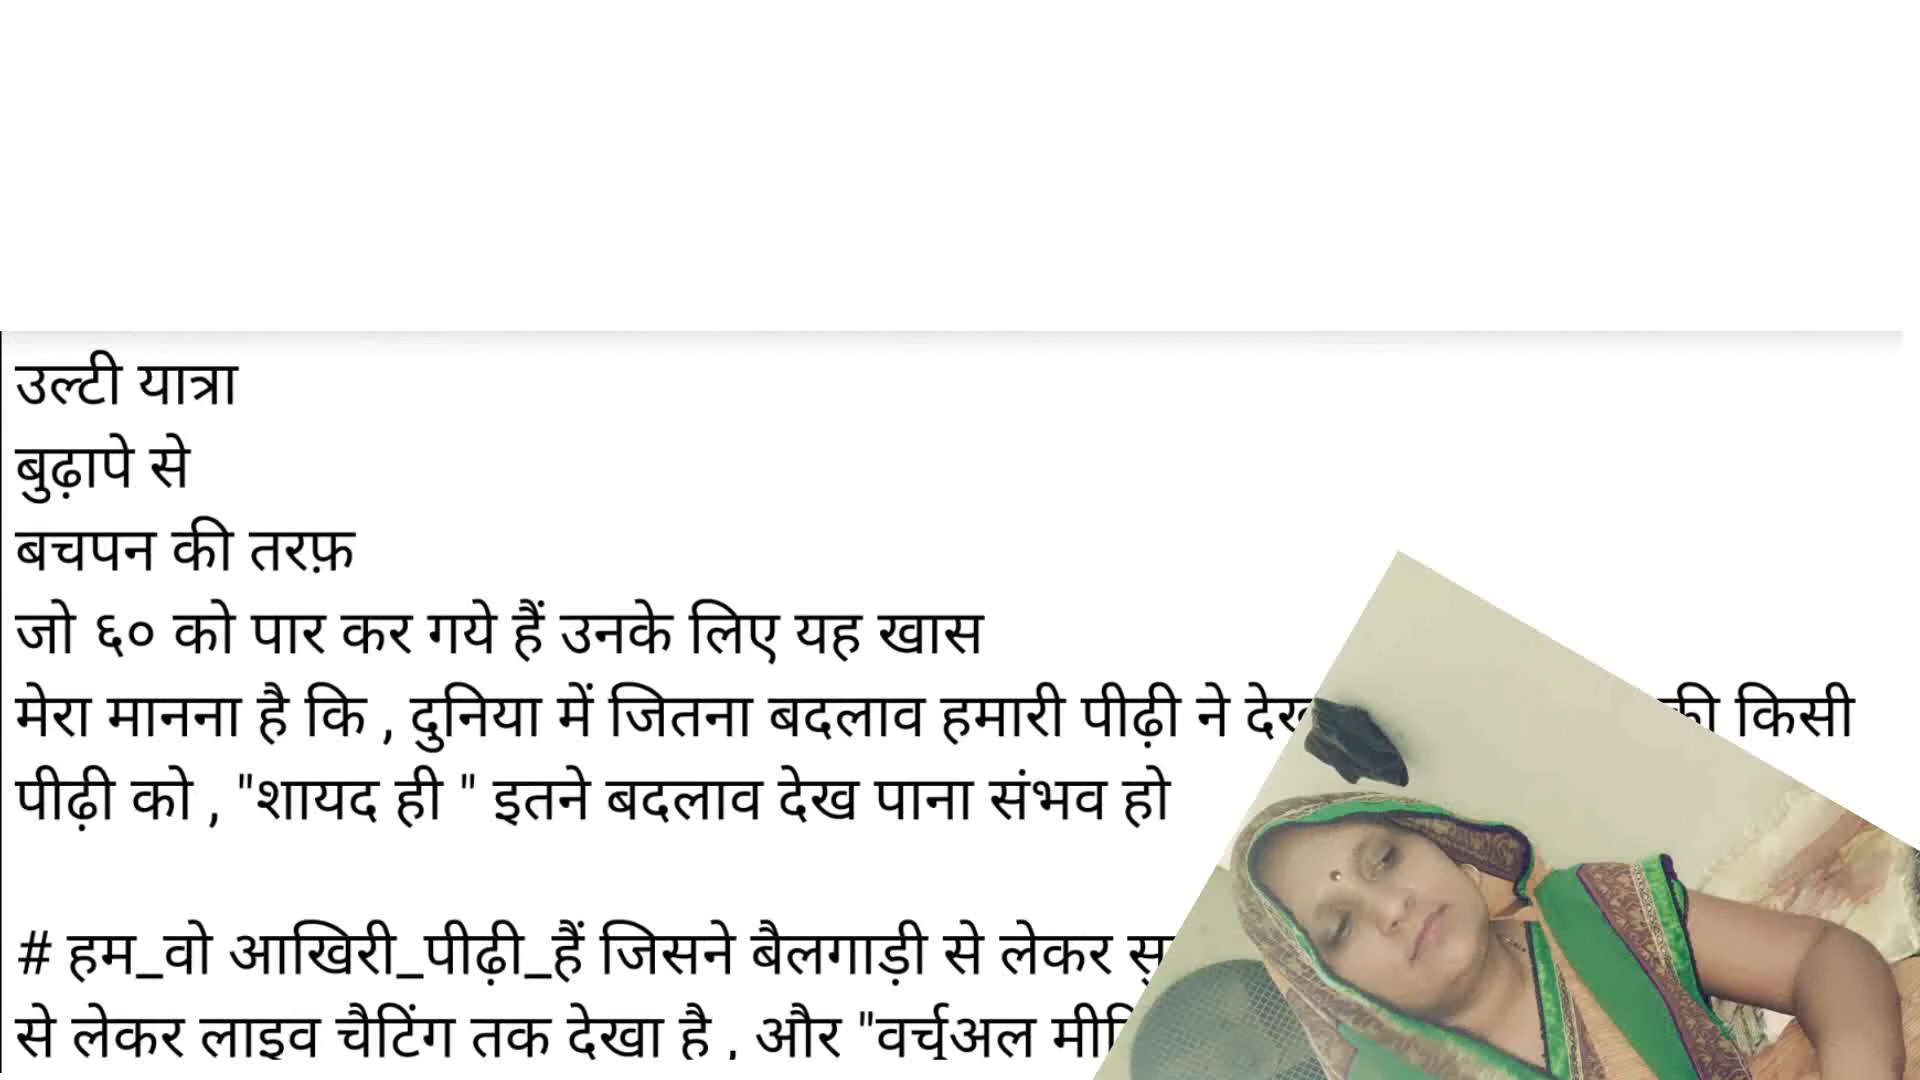 उल्टी यात्रा
बुढ़ापे से
बचपन की तरफ़
जो ६० को पार कर गये हैं उनके लिए यह खास
मेरा मानना है कि , दुनिया में जितना बदलाव हमारी पीढ़ी ने की किसी
पीढ़ी को , "शायद ही " इतने बदलाव देख पाना संभव हो
# हम_वो आखिरी_पीढ़ी_हैं जिसने बैलगाड़ी से लेकर
से लेकर लाइव चैटिंग तक देखा है , और "वर्चुअल